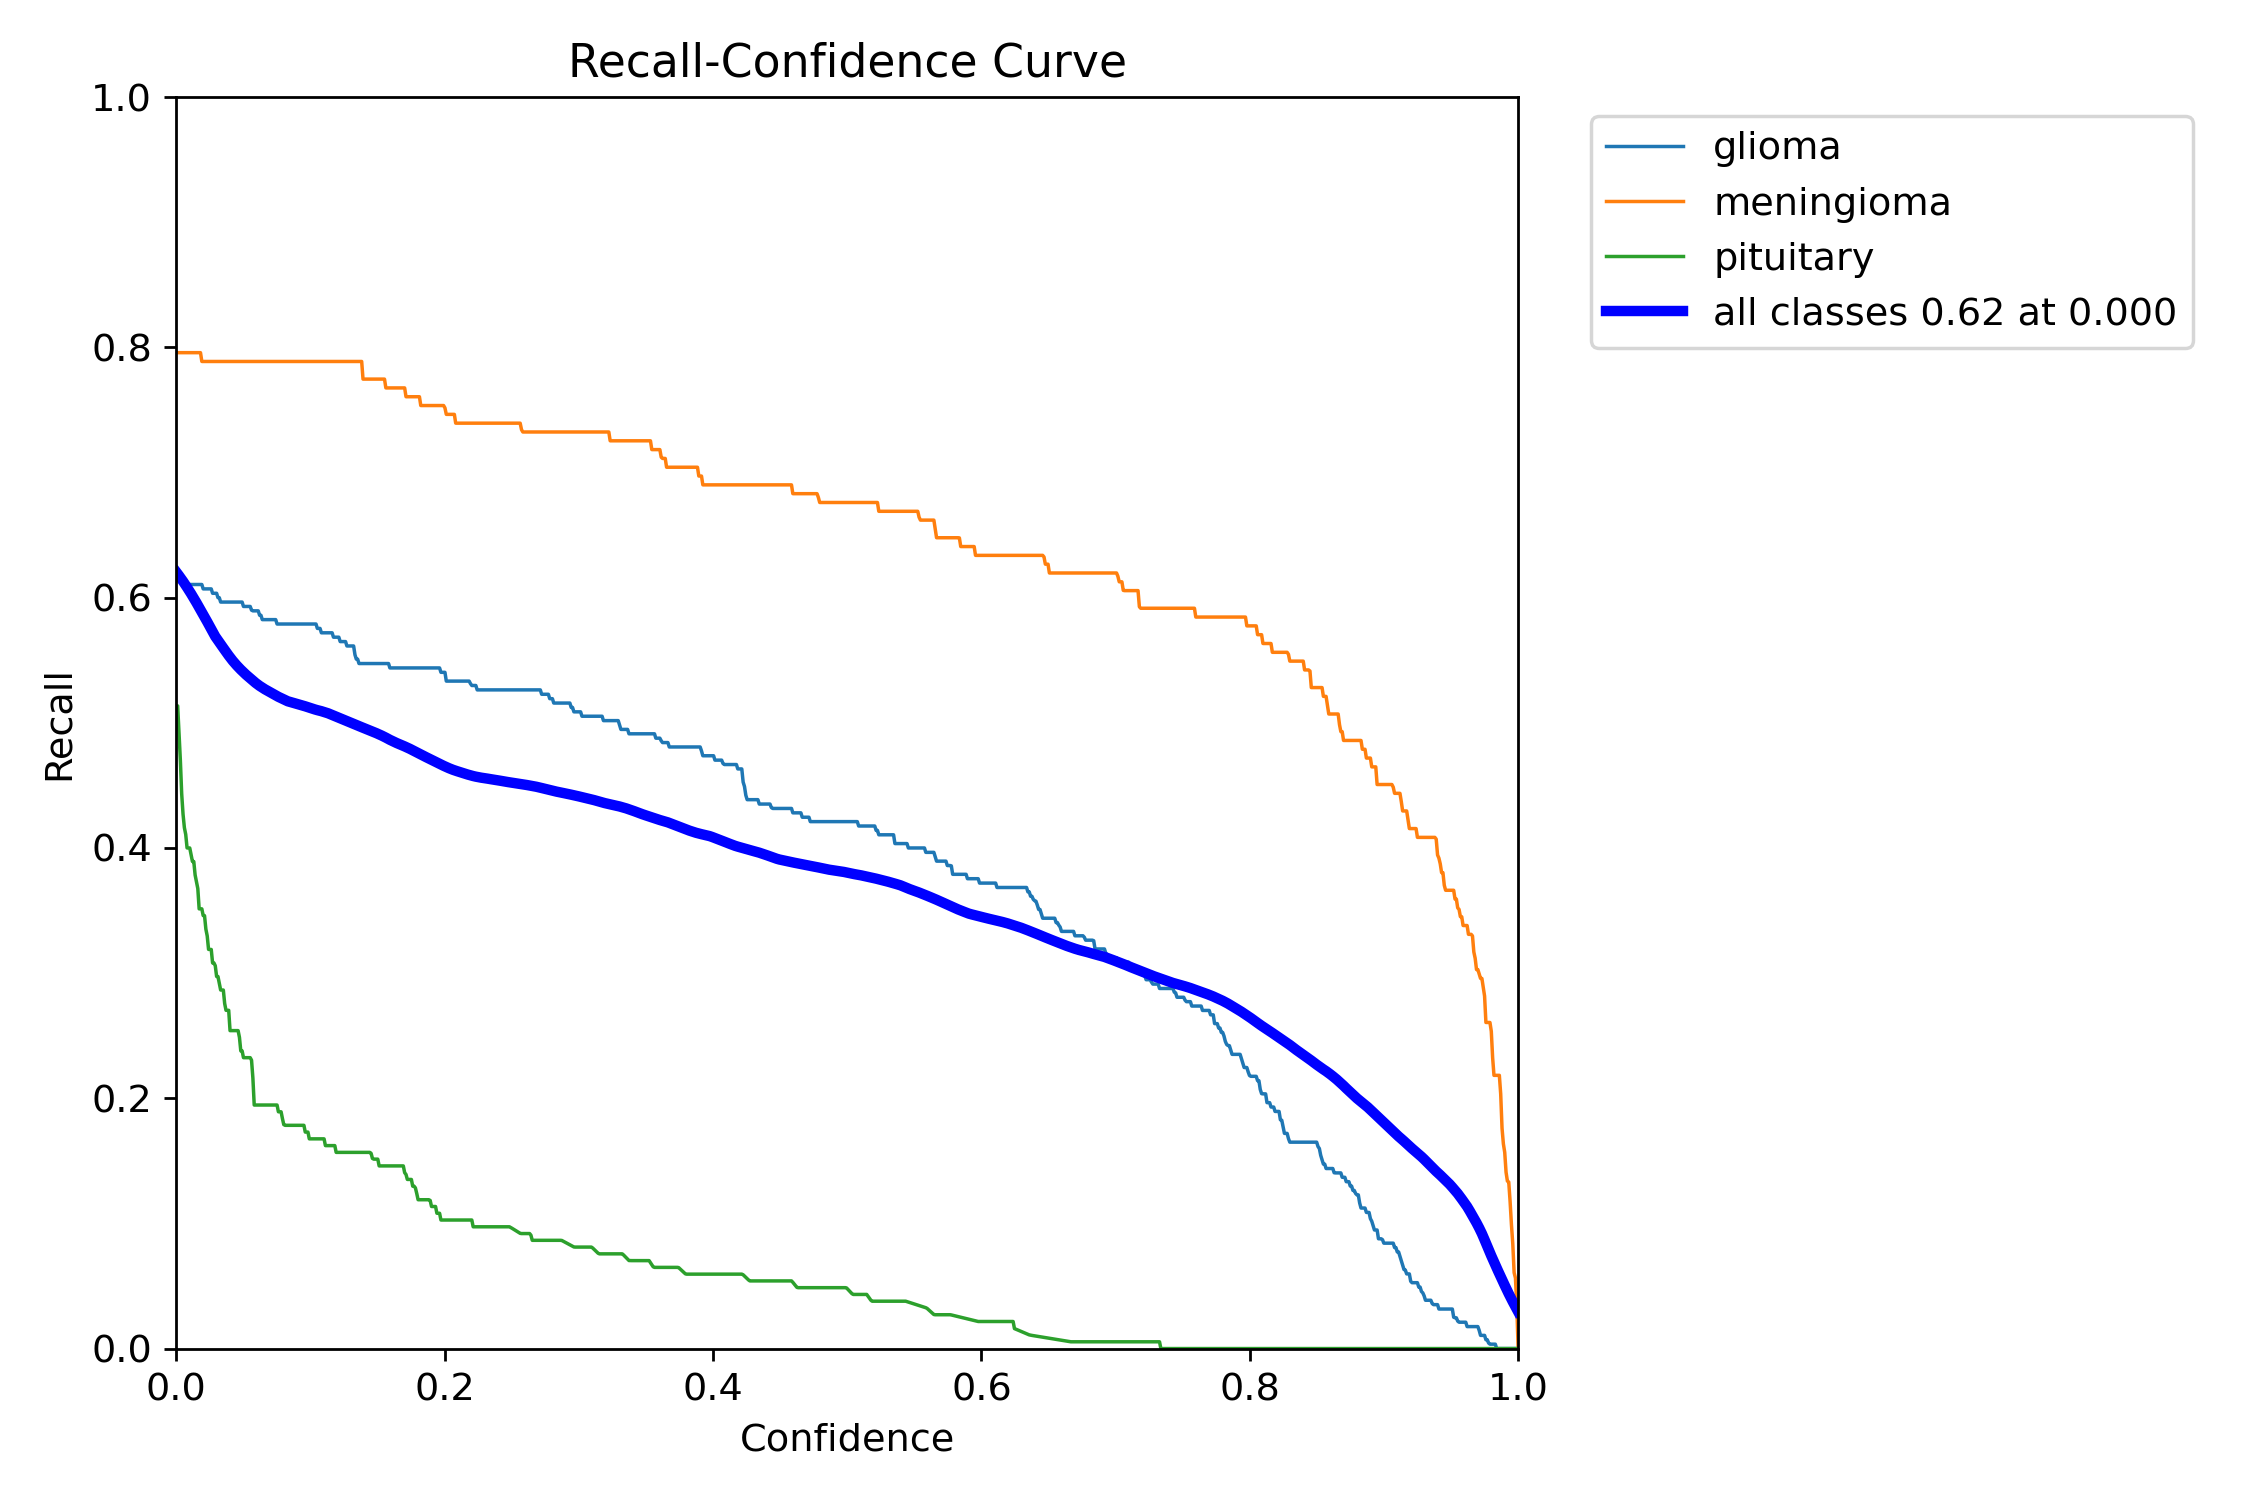 Recall-Confidence Curve
1.0
0.8
0.6
0.4
0.2
0.0
Recall
0.0 0.2 0.4 0.6 0.8 1.0
Confidence
glioma
meningioma
pituitary
all classes 0.62 at 0.000